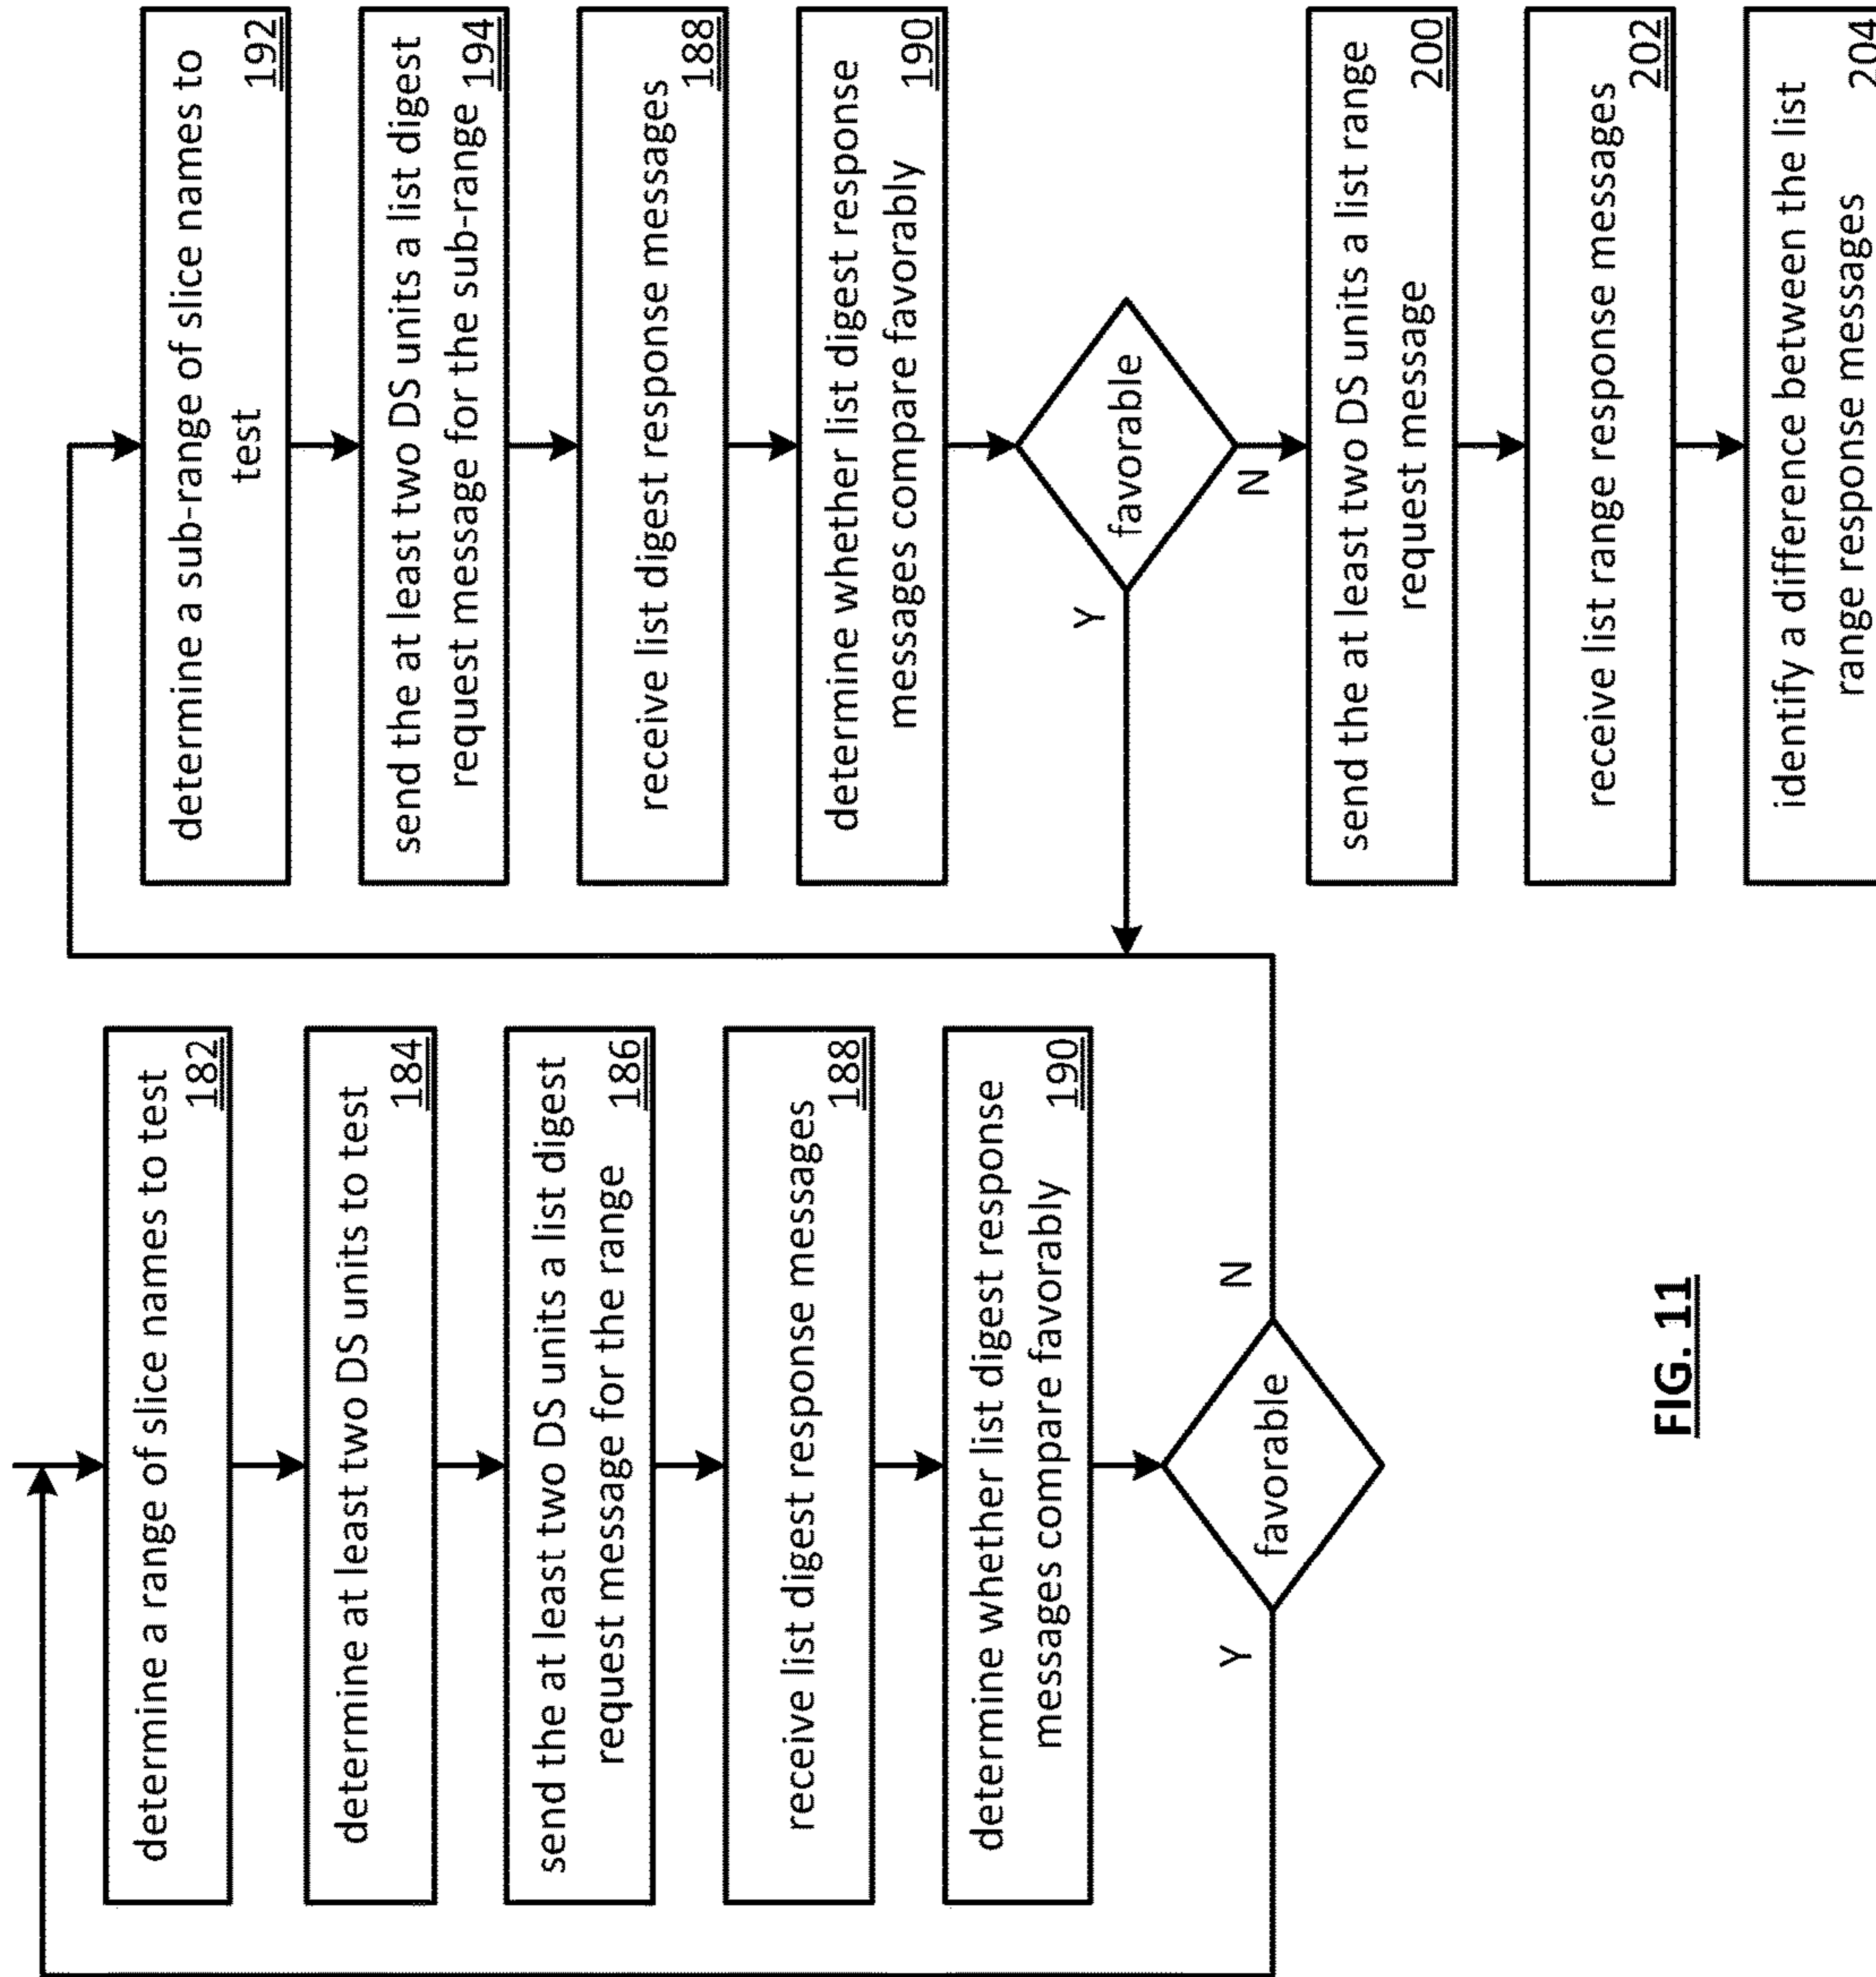 determine a range of slice names to test
182
determine at least two DS units to test
184
send the at least two DS units a list digest
request message for the range 186
receive list digest response messages
188
determine whether list digest response
messages compare favorably 190
favorable
Y
N
determine a sub-range of slice names to
test 192
send the at least two DS units a list digest
request message for the sub-range 194
receive list digest response messages
188
determine whether list digest response
messages compare favorably 190
favorable
Y
N
send the at least two DS units a list range
request message 200
receive list range response messages
202
identify a difference between the list
range response messages 204
FIG. 11